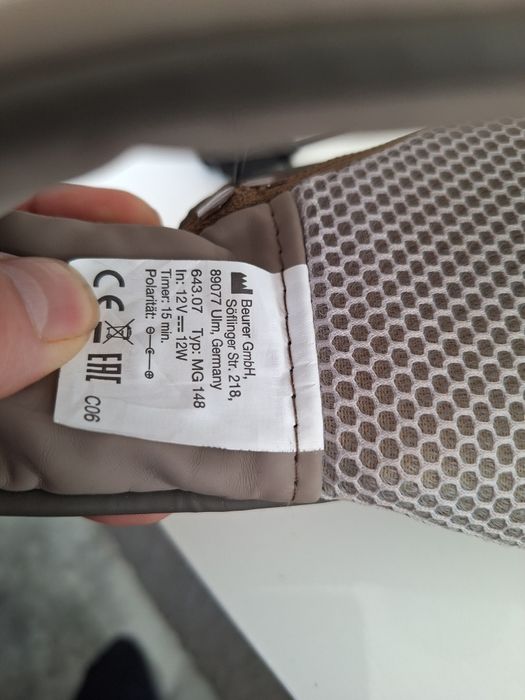 Beurer GmbH,
Söflinger Str. 218,
89077 Ulm, Germany
643.07 Typ: MG 148
In: 12V⎓ 12W
Timer: 15 min.
Polarität:
CE
EAC
C06